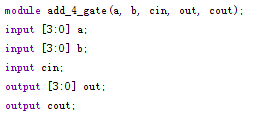 module add_4_gate(a, b, cin, out, cout);
input [3:0] a;
input [3:0] b;
input cin;
output [3:0] out;
output cout;